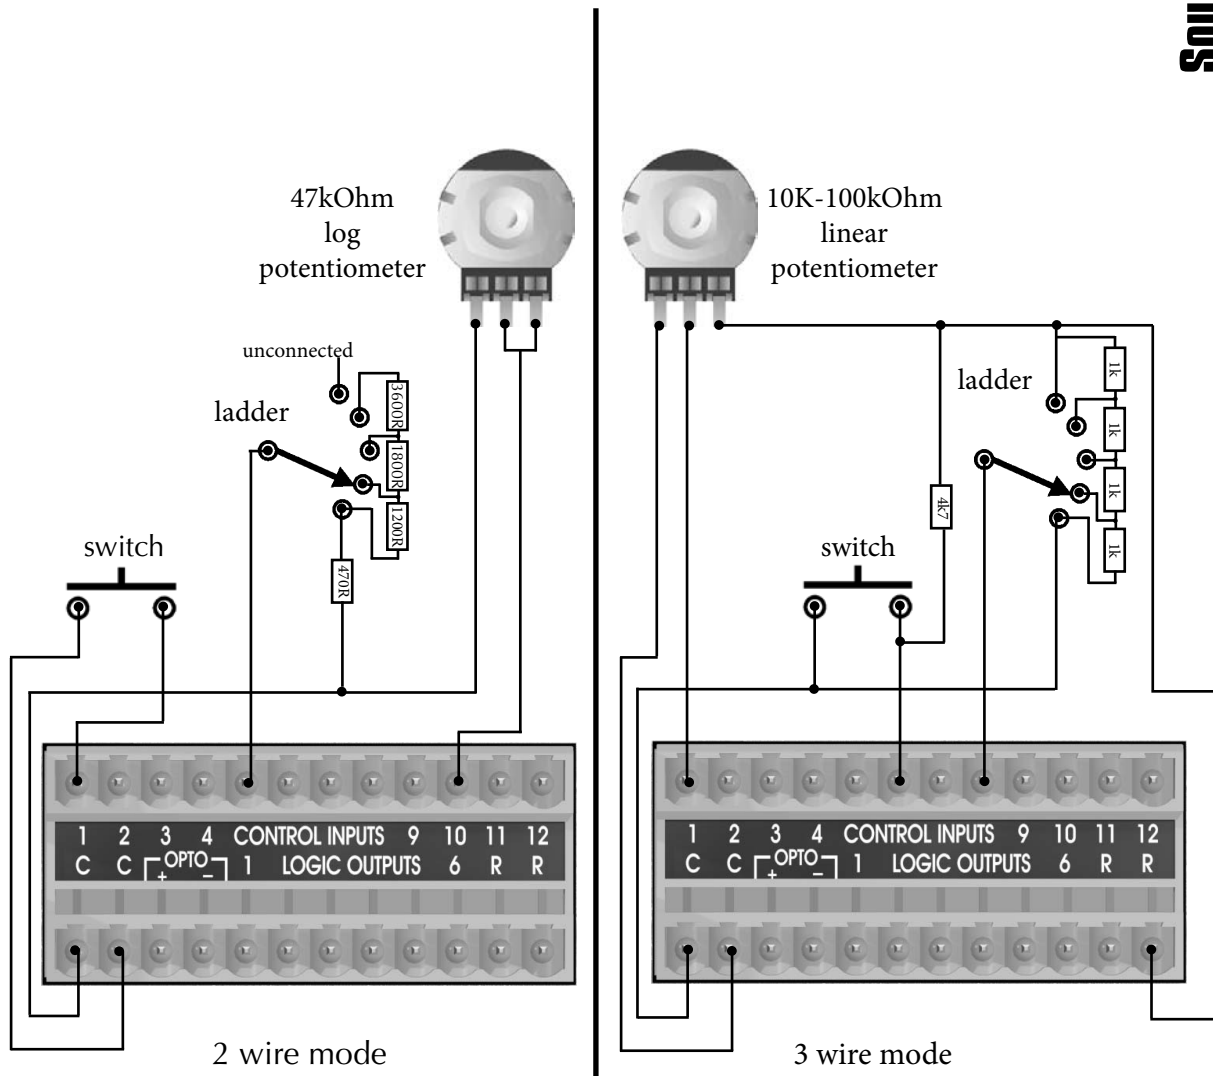 47kOhm
log
potentiometer
unconnected
ladder
3600R
1800R
1200R
470R
switch
1 2 3 4 CONTROL INPUTS 9 10 11 12
C C OPTO 1 LOGIC OUTPUTS 6 R R
+ −
2 wire mode
10K-100kOhm
linear
potentiometer
ladder
1k
1k
1k
1k
4k7
switch
1 2 3 4 CONTROL INPUTS 9 10 11 12
C C OPTO 1 LOGIC OUTPUTS 6 R R
+ −
3 wire mode